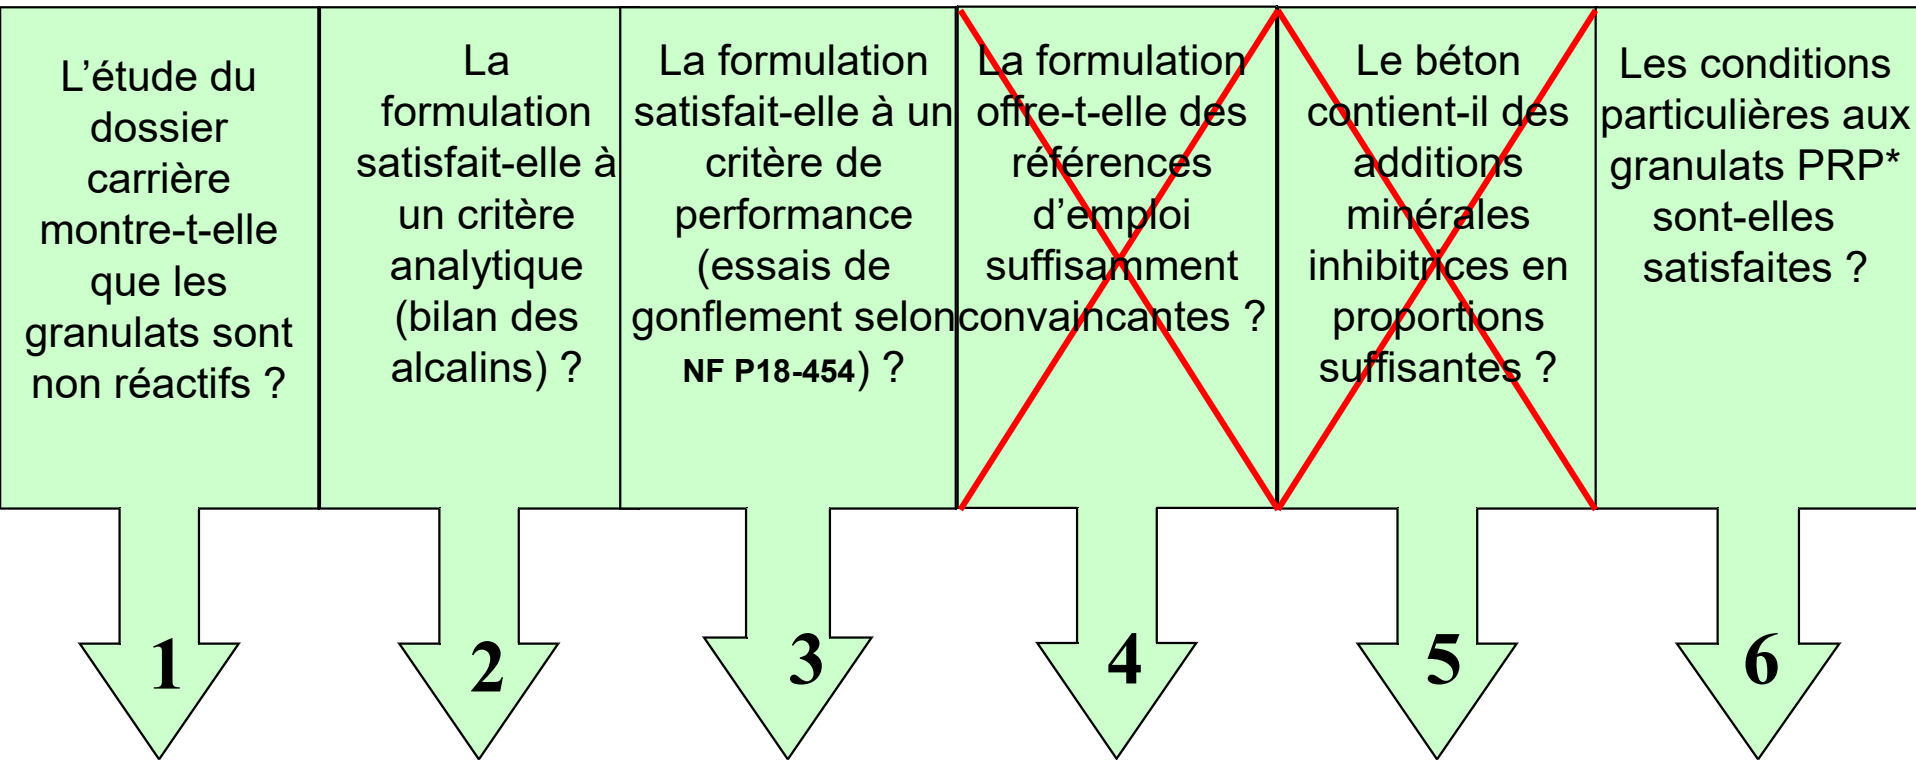 L’étude du
dossier
carrière
montre-t-elle
que les
granulats sont
non réactifs ?
La
formulation
satisfait-elle à
un critère
analytique
(bilan des
alcalins) ?
La formulation
satisfait-elle à un
critère de
performance
(essais de
gonflement selon
NF P18-454) ?
La formulation
offre-t-elle des
références
d’emploi
suffisamment
convaincantes ?
Le béton
contient-il des
additions
minérales
inhibitrices en
proportions
suffisantes ?
Les conditions
particulières aux
granulats PRP*
sont-elles
satisfaites ?
1
2
3
4
5
6